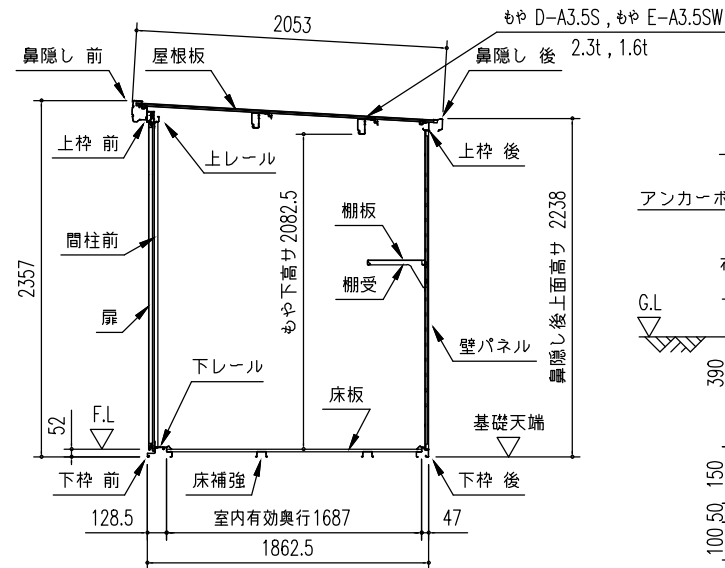 2053
もや D-A3.5S , もや E-A3.5SW
2.3t , 1.6t
鼻隠し 前
屋根板
鼻隠し 後
上枠 前
上レール
上枠 後
間柱前
もや下高サ 2082.5
棚板
棚受
鼻隠し後上面高サ 2238
2357
扉
壁パネル
下レール
床板
52
F.L
基礎天端
下枠 前
床補強
下枠 後
128.5
室内有効奥行1687
47
1862.5
アンカーボ
G.L
390
150
50
100